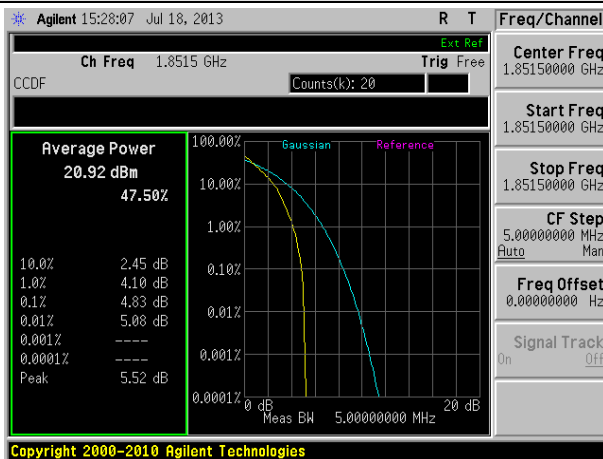 Agilent 15:28:07 Jul 18, 2013 R T
Ext Ref
Ch Freq 1.8515 GHz Trig Free
CCDF Counts(k): 20
Average Power
20.92 dBm
47.50%
10.0% 2.45 dB
1.0% 4.10 dB
0.1% 4.83 dB
0.01% 5.08 dB
0.001% ----
0.0001% ----
Peak 5.52 dB
Gaussian Reference
100.00%
10.00%
1.00%
0.10%
0.01%
0.001%
0.0001%
0 dB 20 dB
Meas BW 5.00000000 MHz
Freq/Channel
Center Freq
1.85150000 GHz
Start Freq
1.85150000 GHz
Stop Freq
1.85150000 GHz
CF Step
5.00000000 MHz
Auto Man
Freq Offset
0.00000000 Hz
Signal Track
On Off
Copyright 2000-2010 Agilent Technologies